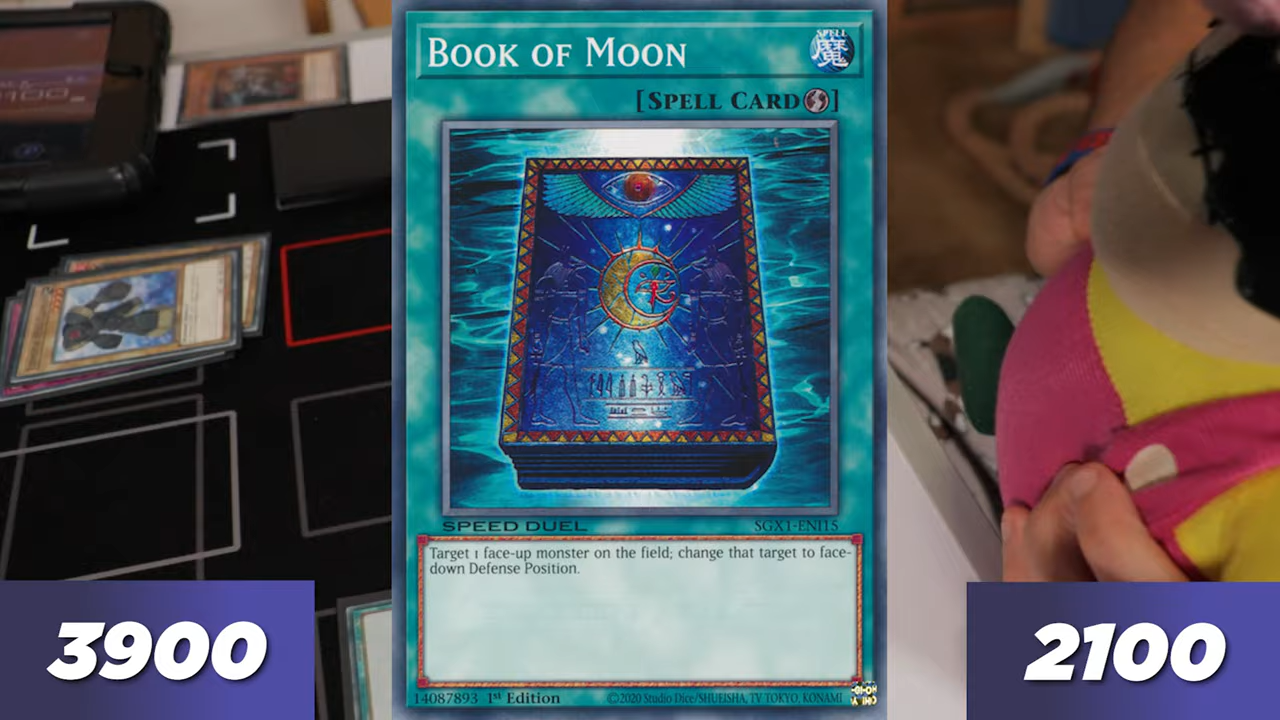 BOOK OF MOON
SPELL
魔
[SPELL CARD]
SPEED DUEL
SGX1-ENI15
Target 1 face-up monster on the field; change that target to face-
down Defense Position.
14087893
1st Edition
©2020 Studio Dice/SHUEISHA, TV TOKYO, KONAMI
3900
2100